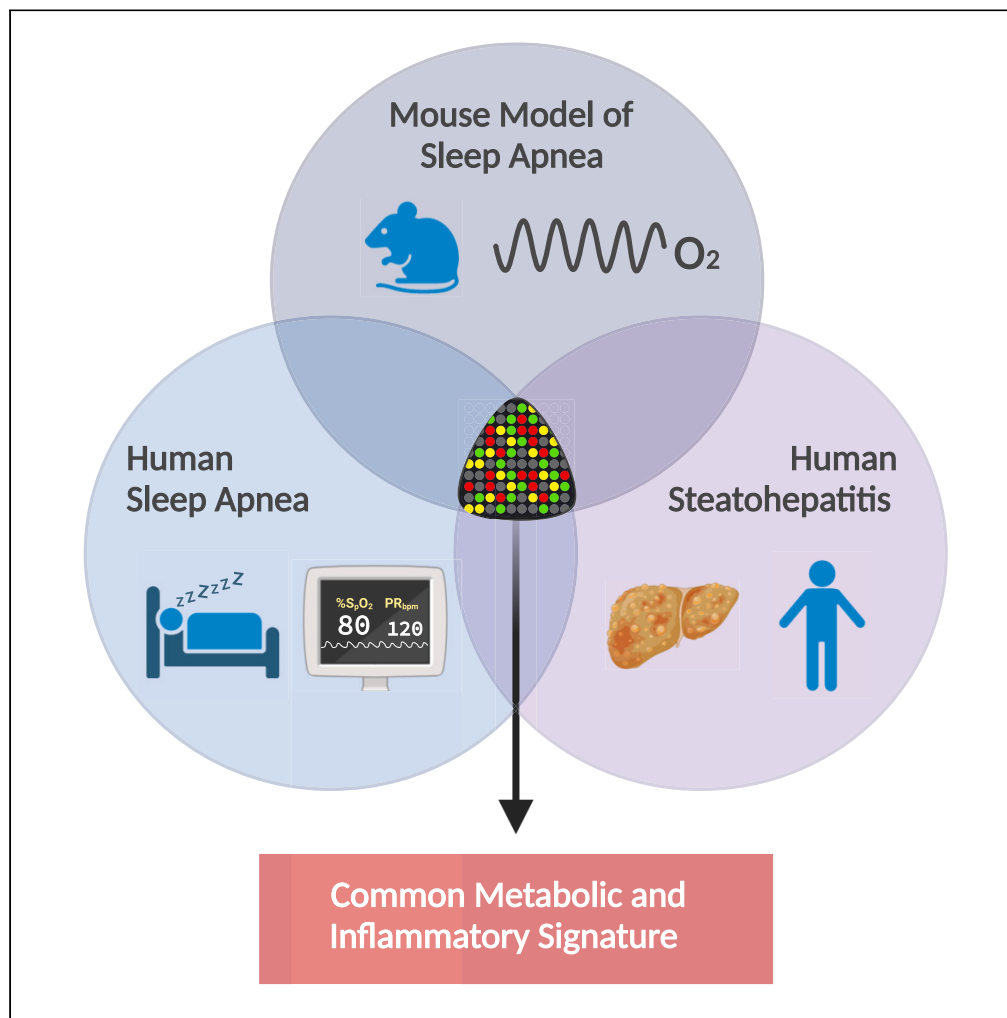 Mouse Model of
Sleep Apnea
O₂
Human
Sleep Apnea
Human
Steatohepatitis
zzzzzz
%SpO₂ PRbpm
80 120
Common Metabolic and
Inflammatory Signature